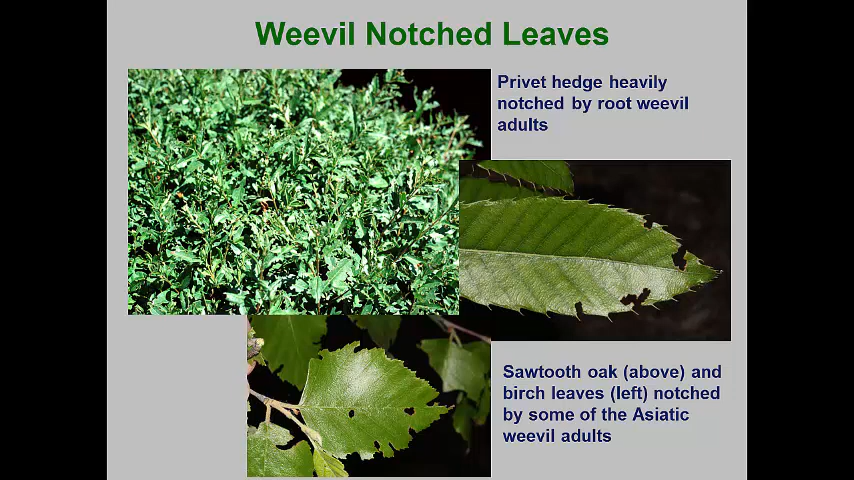 Weevil Notched Leaves
Privet hedge heavily
notched by root weevil
adults
Sawtooth oak (above) and
birch leaves (left) notched
by some of the Asiatic
weevil adults